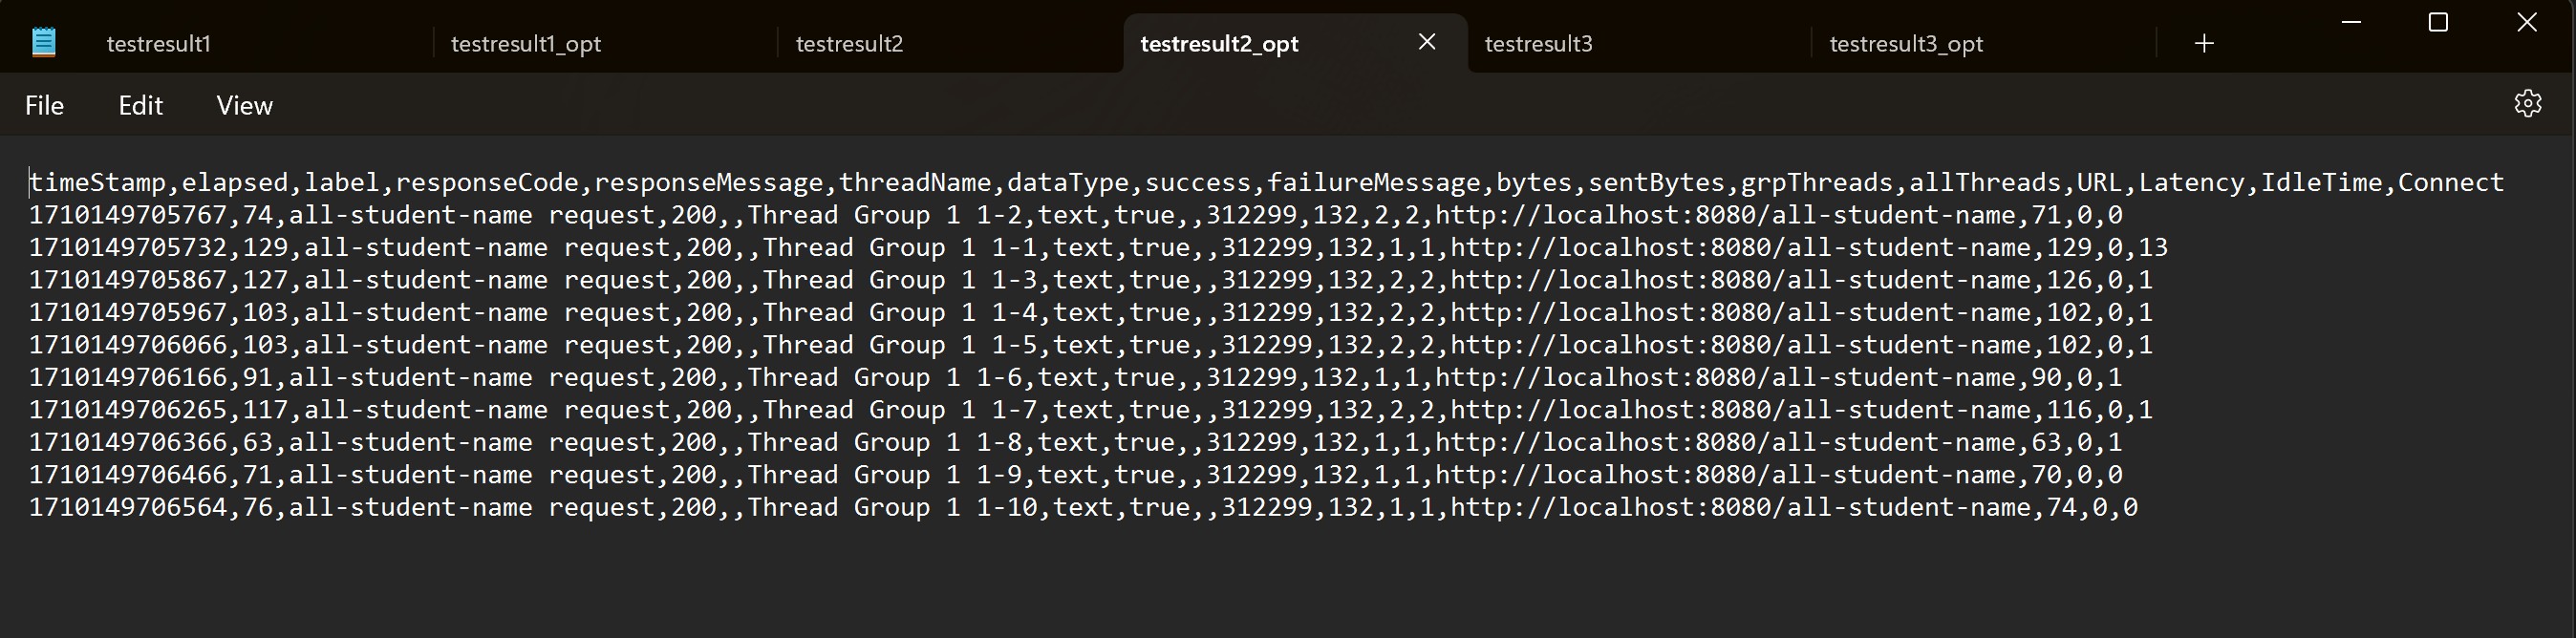 testresult1 testresult1_opt testresult2 testresult2_opt testresult3 testresult3_opt
File Edit View
timeStamp,elapsed,label,responseCode,responseMessage,threadName,dataType,success,failureMessage,bytes,sentBytes,grpThreads,allThreads,URL,Latency,IdleTime,Connect
1710149705767,74,all-student-name request,200,,Thread Group 1 1-2,text,true,,312299,132,2,2,http://localhost:8080/all-student-name,71,0,0
1710149705732,129,all-student-name request,200,,Thread Group 1 1-1,text,true,,312299,132,1,1,http://localhost:8080/all-student-name,129,0,13
1710149705867,127,all-student-name request,200,,Thread Group 1 1-3,text,true,,312299,132,2,2,http://localhost:8080/all-student-name,126,0,1
1710149705967,103,all-student-name request,200,,Thread Group 1 1-4,text,true,,312299,132,2,2,http://localhost:8080/all-student-name,102,0,1
1710149706066,103,all-student-name request,200,,Thread Group 1 1-5,text,true,,312299,132,2,2,http://localhost:8080/all-student-name,102,0,1
1710149706166,91,all-student-name request,200,,Thread Group 1 1-6,text,true,,312299,132,1,1,http://localhost:8080/all-student-name,90,0,1
1710149706265,117,all-student-name request,200,,Thread Group 1 1-7,text,true,,312299,132,2,2,http://localhost:8080/all-student-name,116,0,1
1710149706366,63,all-student-name request,200,,Thread Group 1 1-8,text,true,,312299,132,1,1,http://localhost:8080/all-student-name,63,0,1
1710149706466,71,all-student-name request,200,,Thread Group 1 1-9,text,true,,312299,132,1,1,http://localhost:8080/all-student-name,70,0,0
1710149706564,76,all-student-name request,200,,Thread Group 1 1-10,text,true,,312299,132,1,1,http://localhost:8080/all-student-name,74,0,0